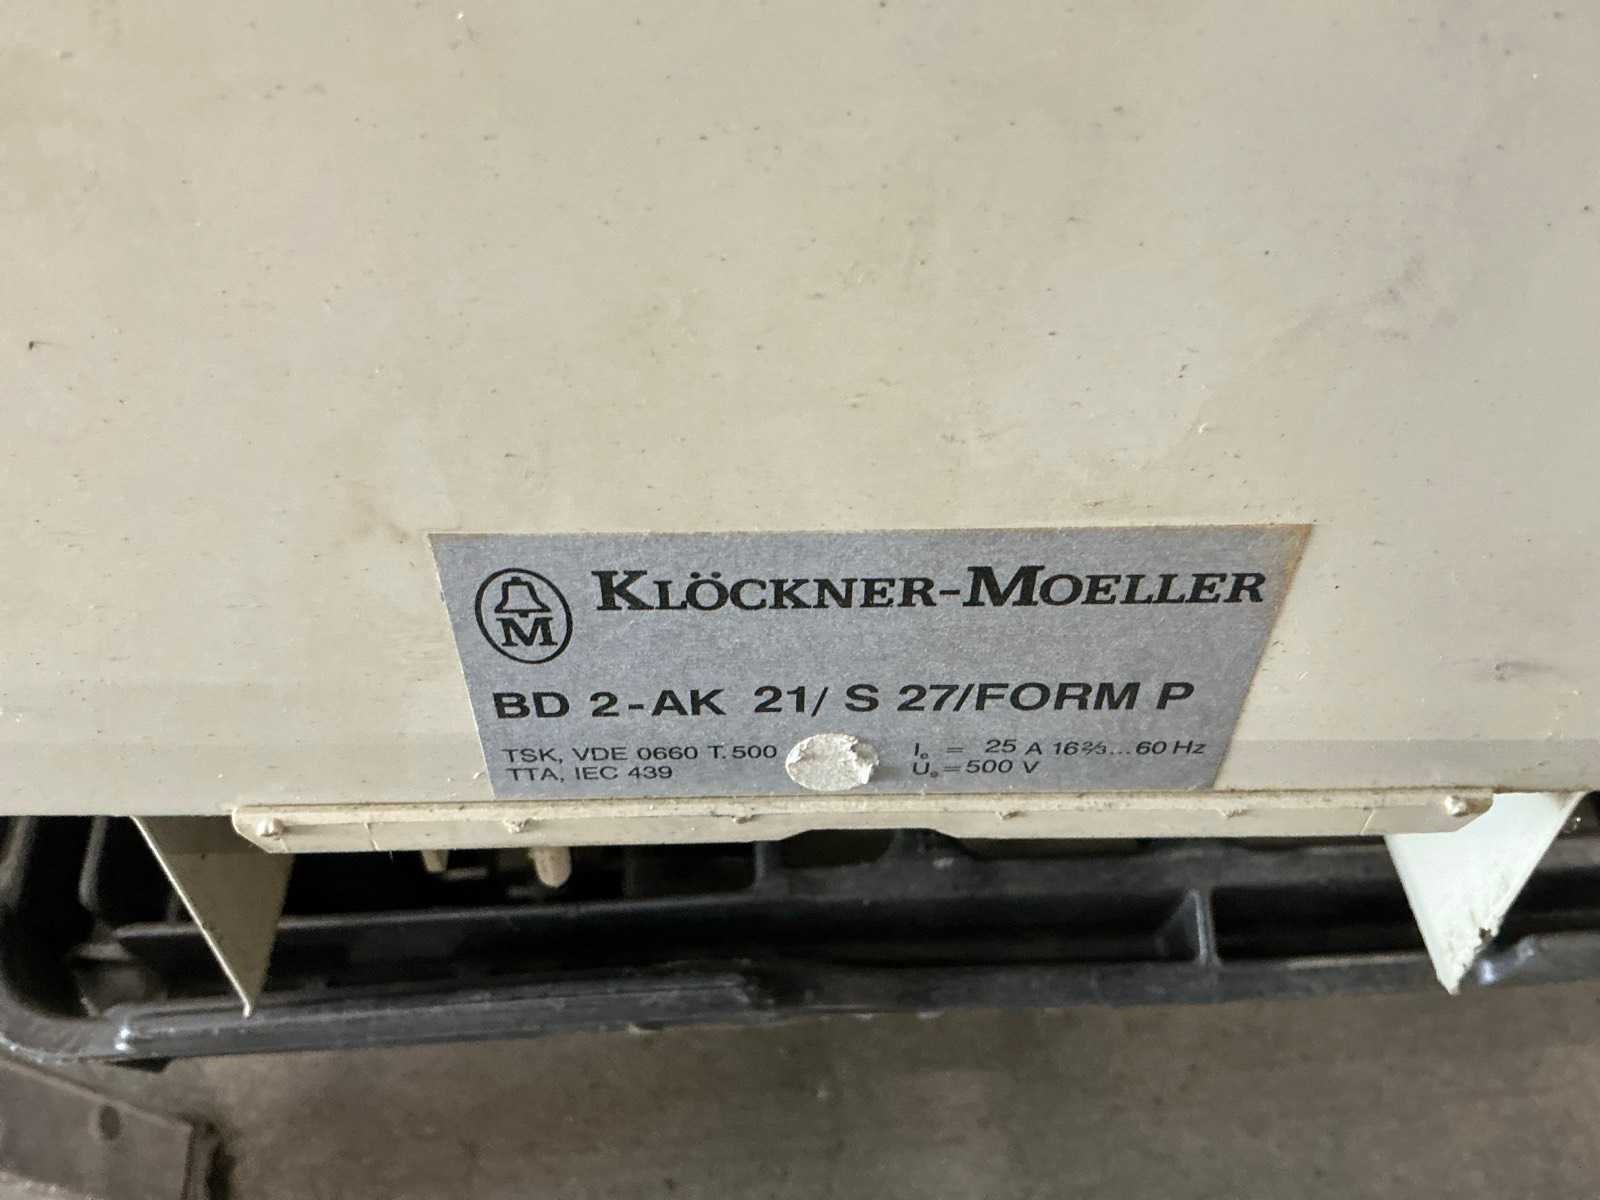 M
KLÖCKNER-MOELLER
BD 2-AK 21/ S 27/FORM P
TSK, VDE 0660 T. 500
TTA, IEC 439
Iₑ = 25 A 16⅔...60 Hz
Uₑ=500 V